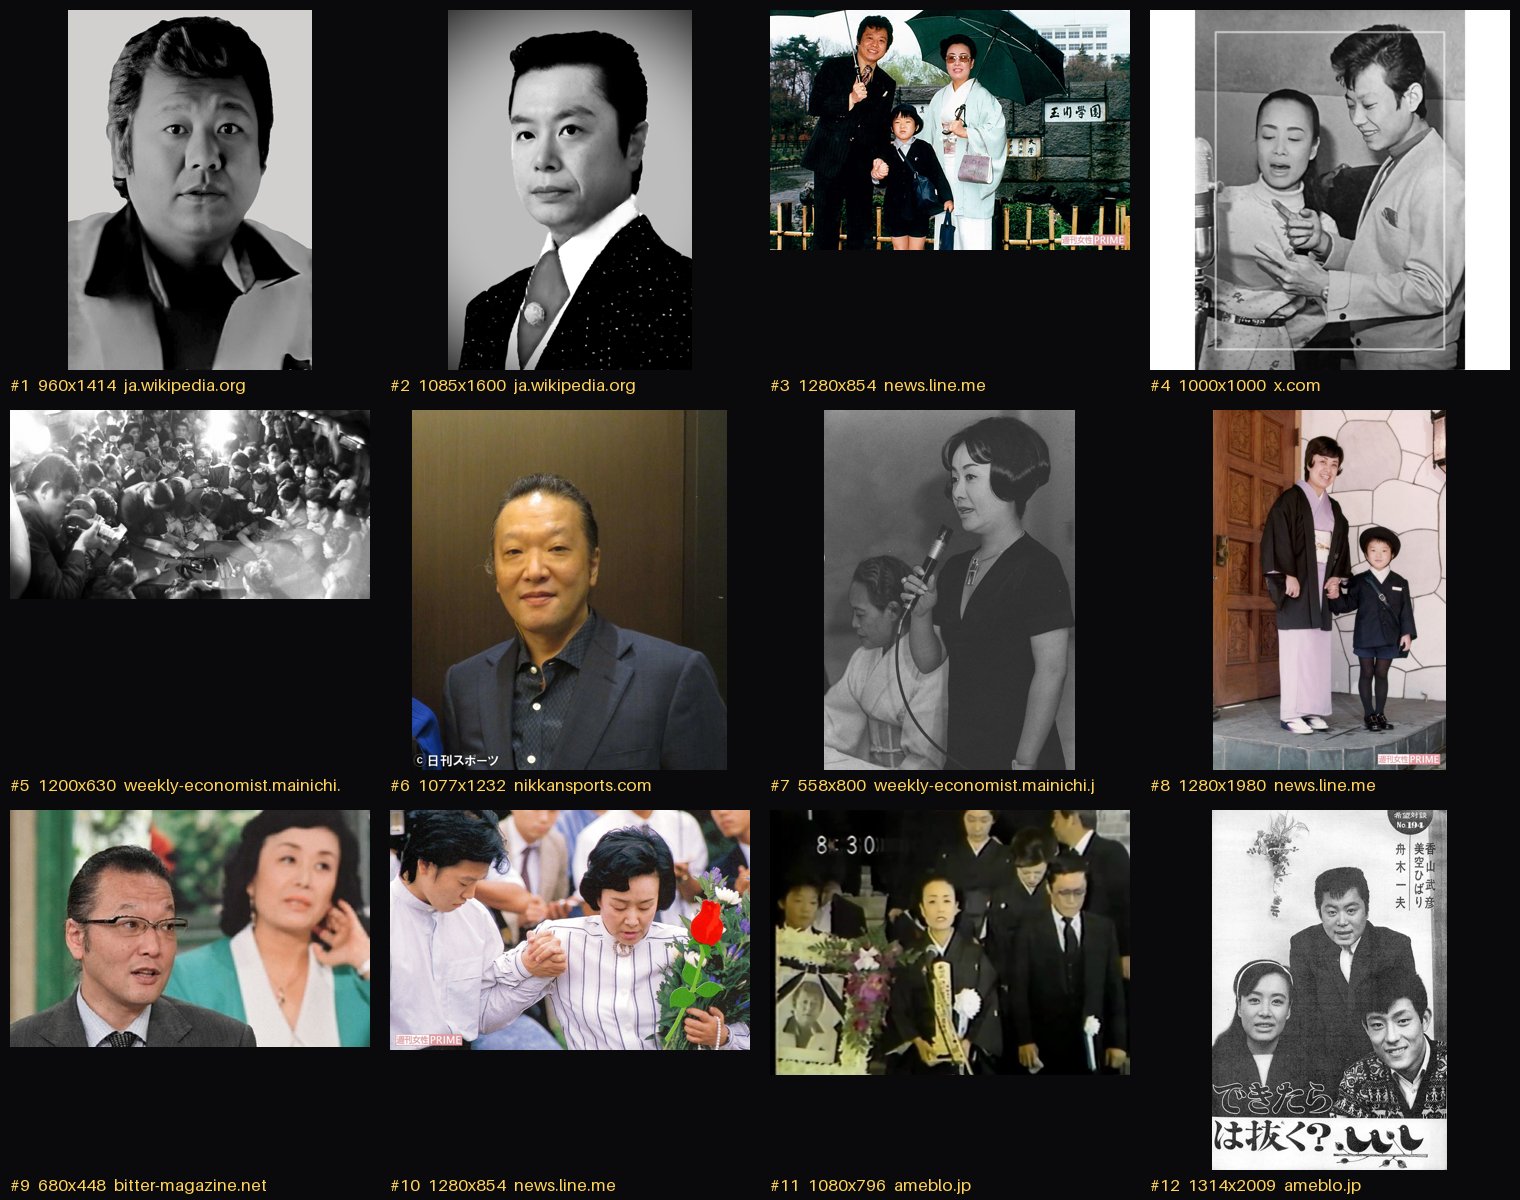 #1 960x1414 ja.wikipedia.org
#2 1085x1600 ja.wikipedia.org
玉川學園
週刊女性PRIME
#3 1280x854 news.line.me
#4 1000x1000 x.com
#5 1200x630 weekly-economist.mainichi.
©日刊スポーツ
#6 1077x1232 nikkansports.com
#7 558x800 weekly-economist.mainichi.j
週刊女性PRIME
#8 1280x1980 news.line.me
#9 680x448 bitter-magazine.net
週刊女性PRIME
#10 1280x854 news.line.me
8:30
#11 1080x796 ameblo.jp
希望対談
No.194
香山武彦
美空ひばり
舟木一夫
できたら
は抜く?
#12 1314x2009 ameblo.jp